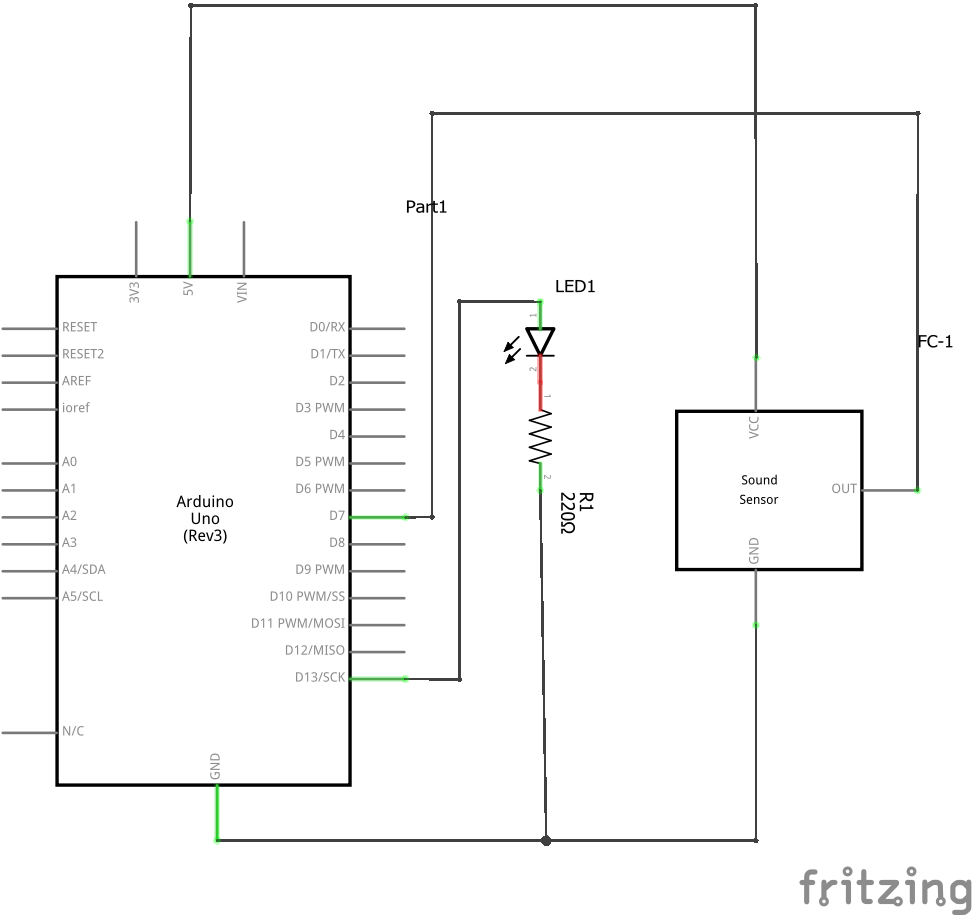 Part1
LED1
FC-1
3V3
5V
VIN
RESET
RESET2
AREF
ioref
A0
A1
A2
A3
A4/SDA
A5/SCL
N/C
Arduino
Uno
(Rev3)
D0/RX
D1/TX
D2
D3 PWM
D4
D5 PWM
D6 PWM
D7
D8
D9 PWM
D10 PWM/SS
D11 PWM/MOSI
D12/MISO
D13/SCK
GND
1
2
1
2
R1
220Ω
VCC
Sound
Sensor
OUT
GND
fritzing